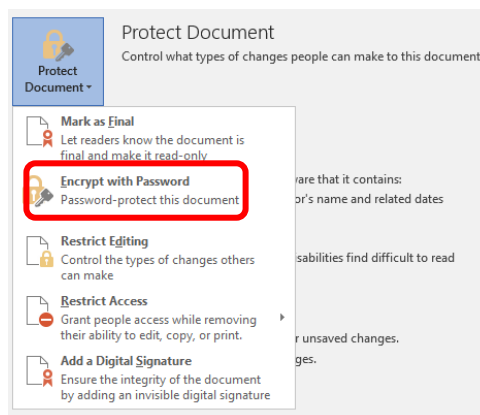 Protect Document
Control what types of changes people can make to this document
Protect
Document
Mark as Final
Let readers know the document is
final and make it read-only
Encrypt with Password
Password-protect this document
are that it contains:
or's name and related dates
Restrict Editing
Control the types of changes others
can make
sabilities find difficult to read
Restrict Access
Grant people access while removing
their ability to edit, copy, or print.
r unsaved changes.
ges.
Add a Digital Signature
Ensure the integrity of the document
by adding an invisible digital signature